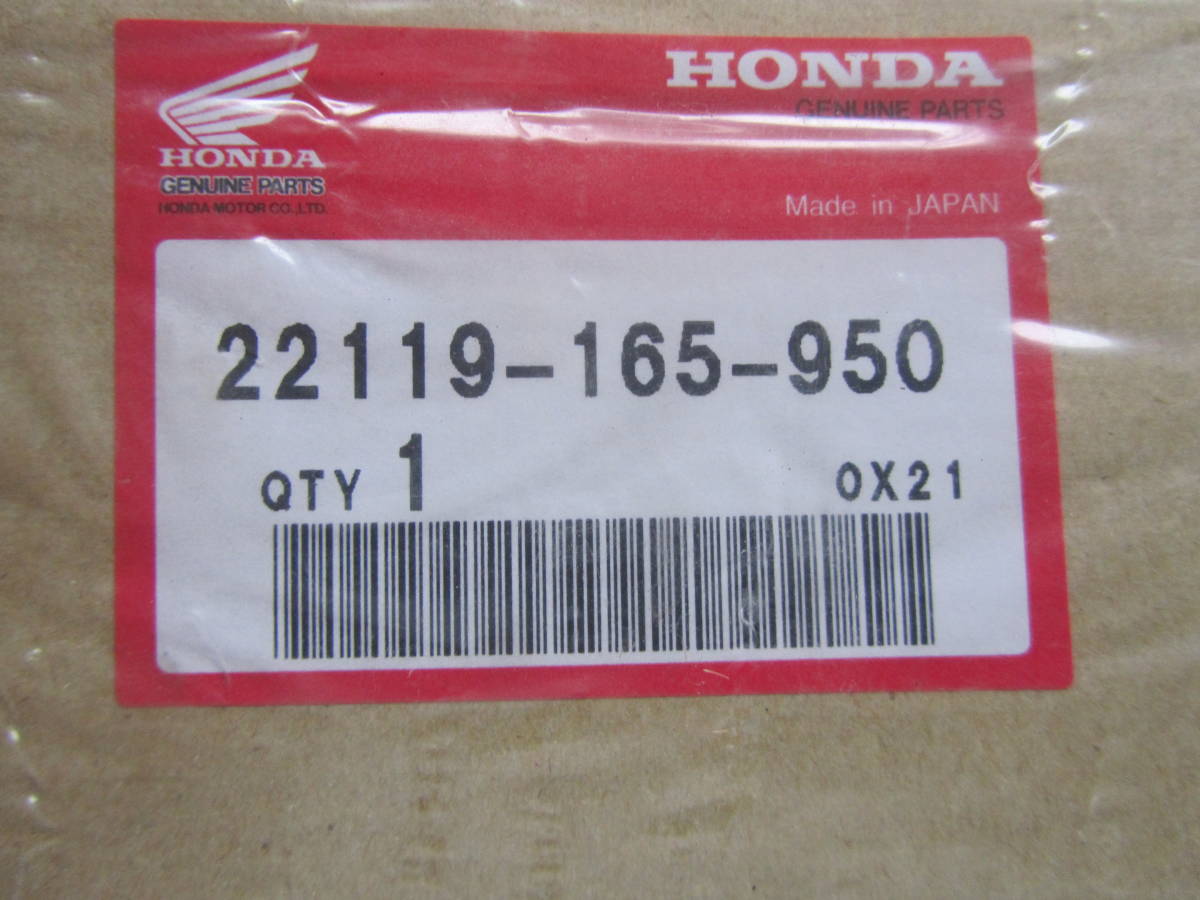 HONDA
GENUINE PARTS
HONDA MOTOR CO.,LTD.
HONDA
GENUINE PARTS
Made in JAPAN
22119-165-950
QTY 1 0X21